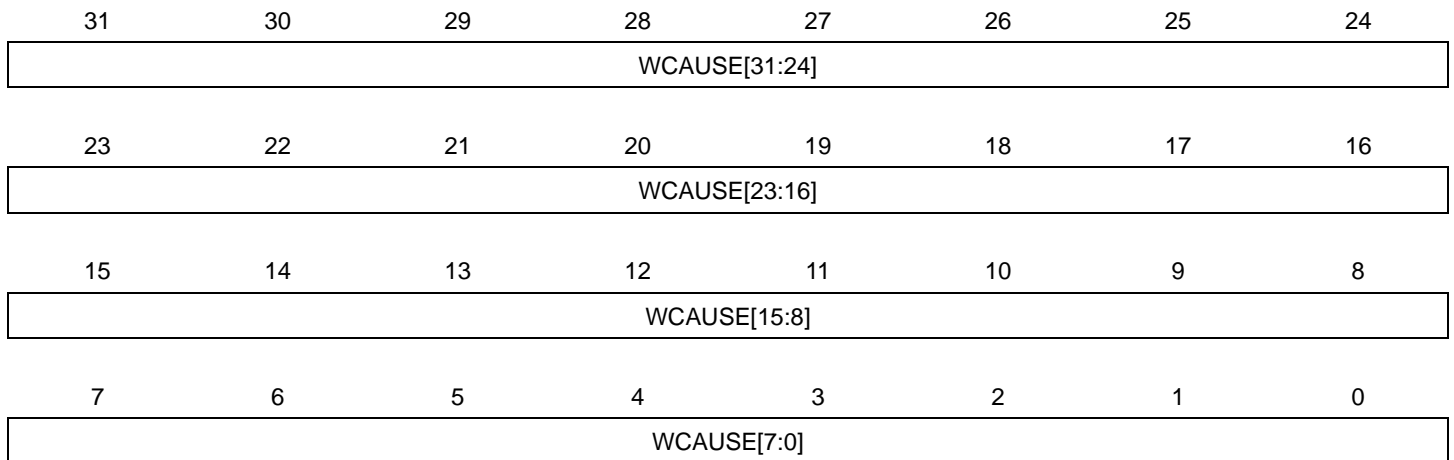 31 30 29 28 27 26 25 24
WCAUSE[31:24]
23 22 21 20 19 18 17 16
WCAUSE[23:16]
15 14 13 12 11 10 9 8
WCAUSE[15:8]
7 6 5 4 3 2 1 0
WCAUSE[7:0]